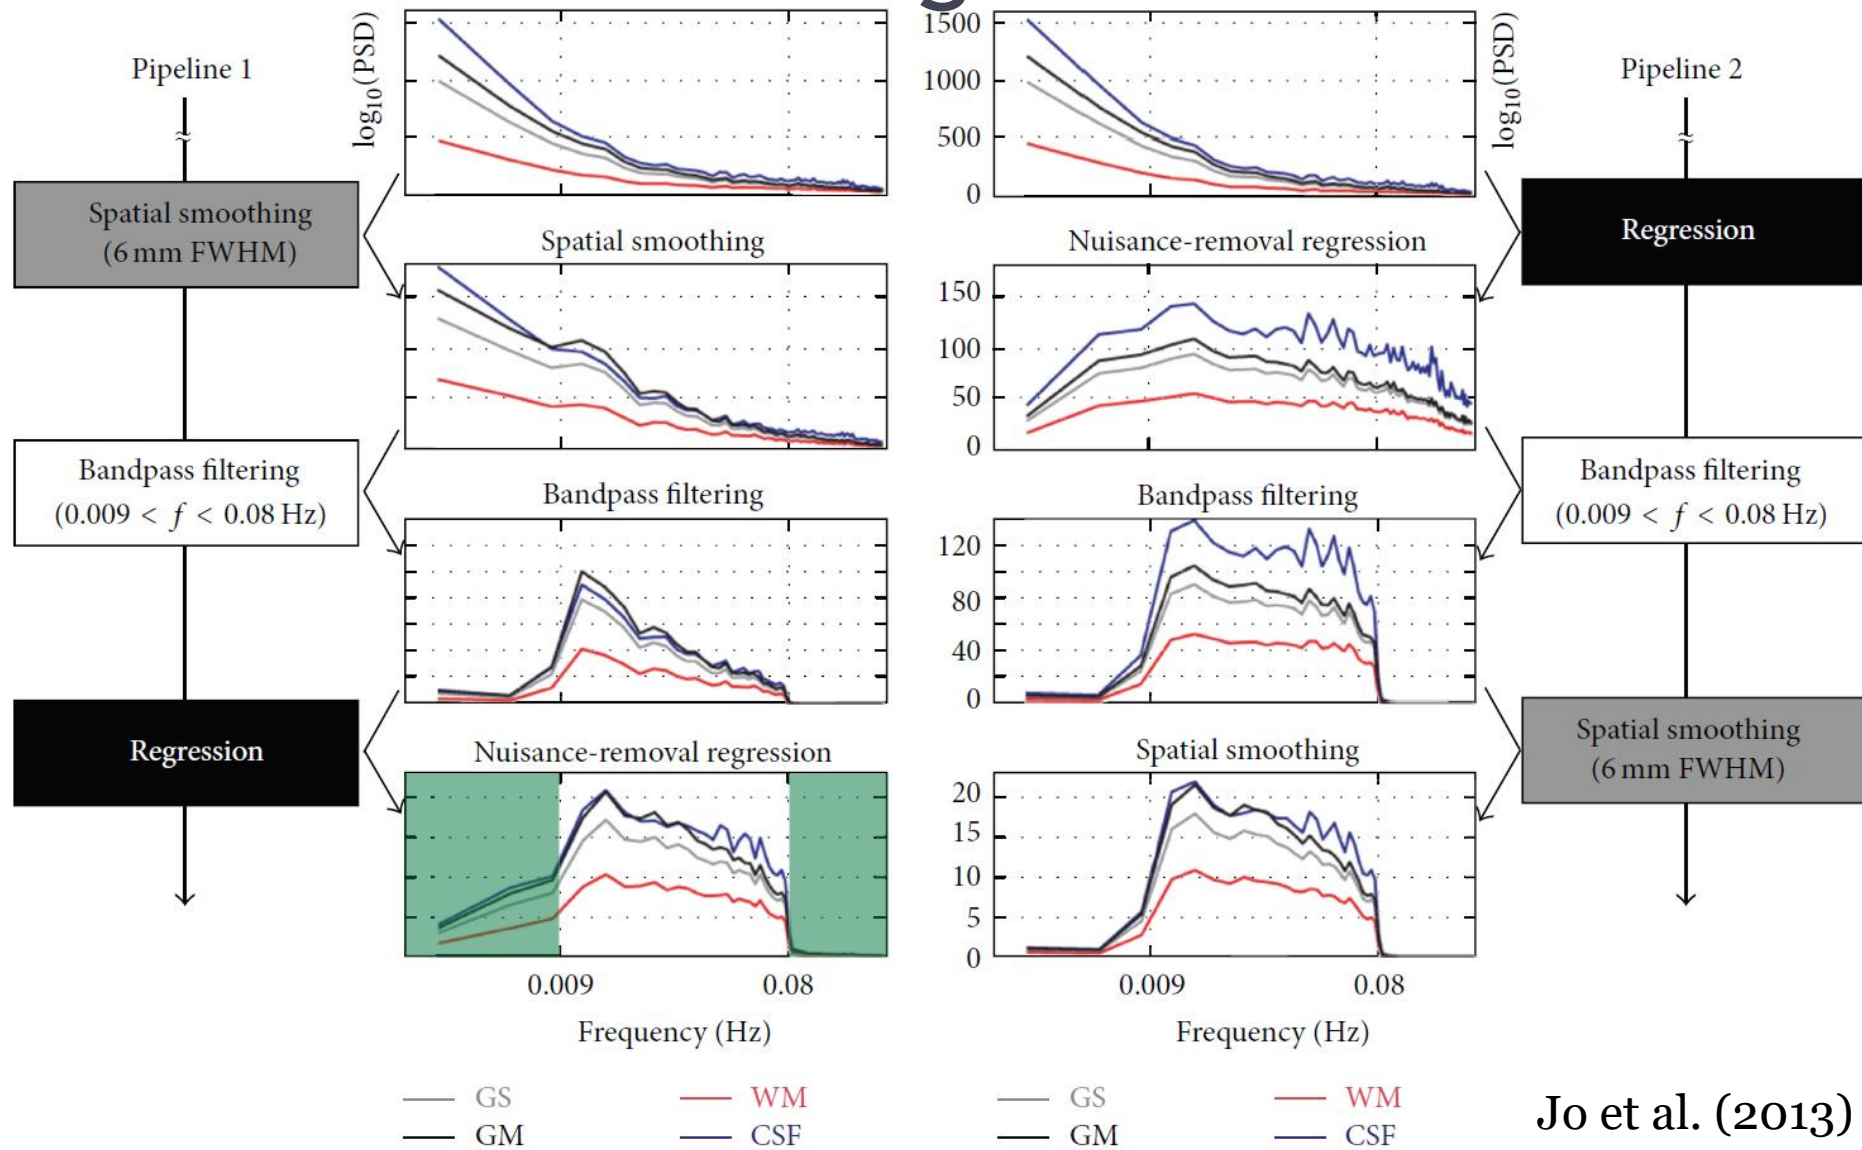 g
Pipeline 1
≈
Spatial smoothing
(6 mm FWHM)
Bandpass filtering
(0.009 < f < 0.08 Hz)
Regression
log10(PSD)
Spatial smoothing
Bandpass filtering
Nuisance-removal regression
0.009 0.08
Frequency (Hz)
GS WM
GM CSF
1500
1000
500
0
log10(PSD)
Nuisance-removal regression
150
100
50
0
Bandpass filtering
120
80
40
0
Spatial smoothing
20
15
10
5
0
0.009 0.08
Frequency (Hz)
GS WM
GM CSF
Pipeline 2
≈
Regression
Bandpass filtering
(0.009 < f < 0.08 Hz)
Spatial smoothing
(6 mm FWHM)
Jo et al. (2013)